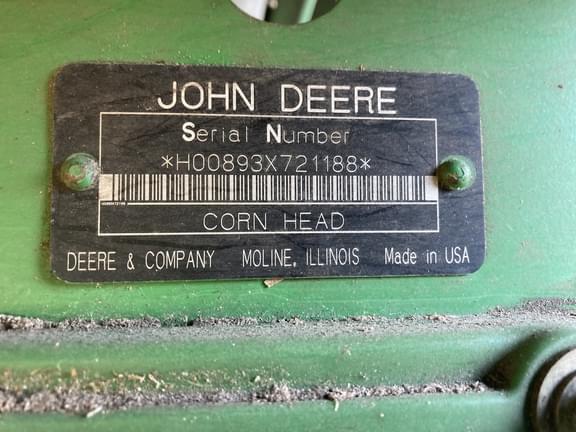 JOHN DEERE
Serial Number
*H00893X721188*
CORN HEAD
DEERE & COMPANY MOLINE, ILLINOIS Made in USA